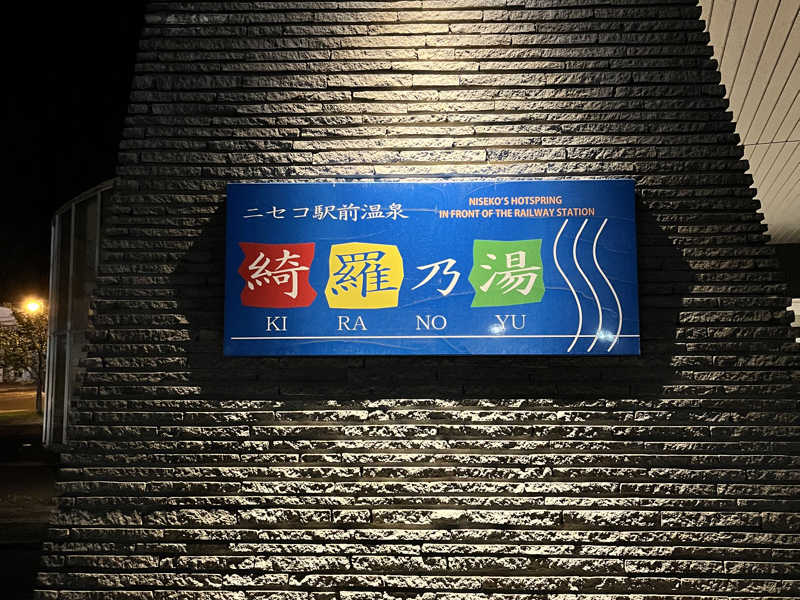 ニセコ駅前温泉
NISEKO'S HOTSPRING
IN FRONT OF THE RAILWAY STATION
綺羅乃湯
KI RA NO YU